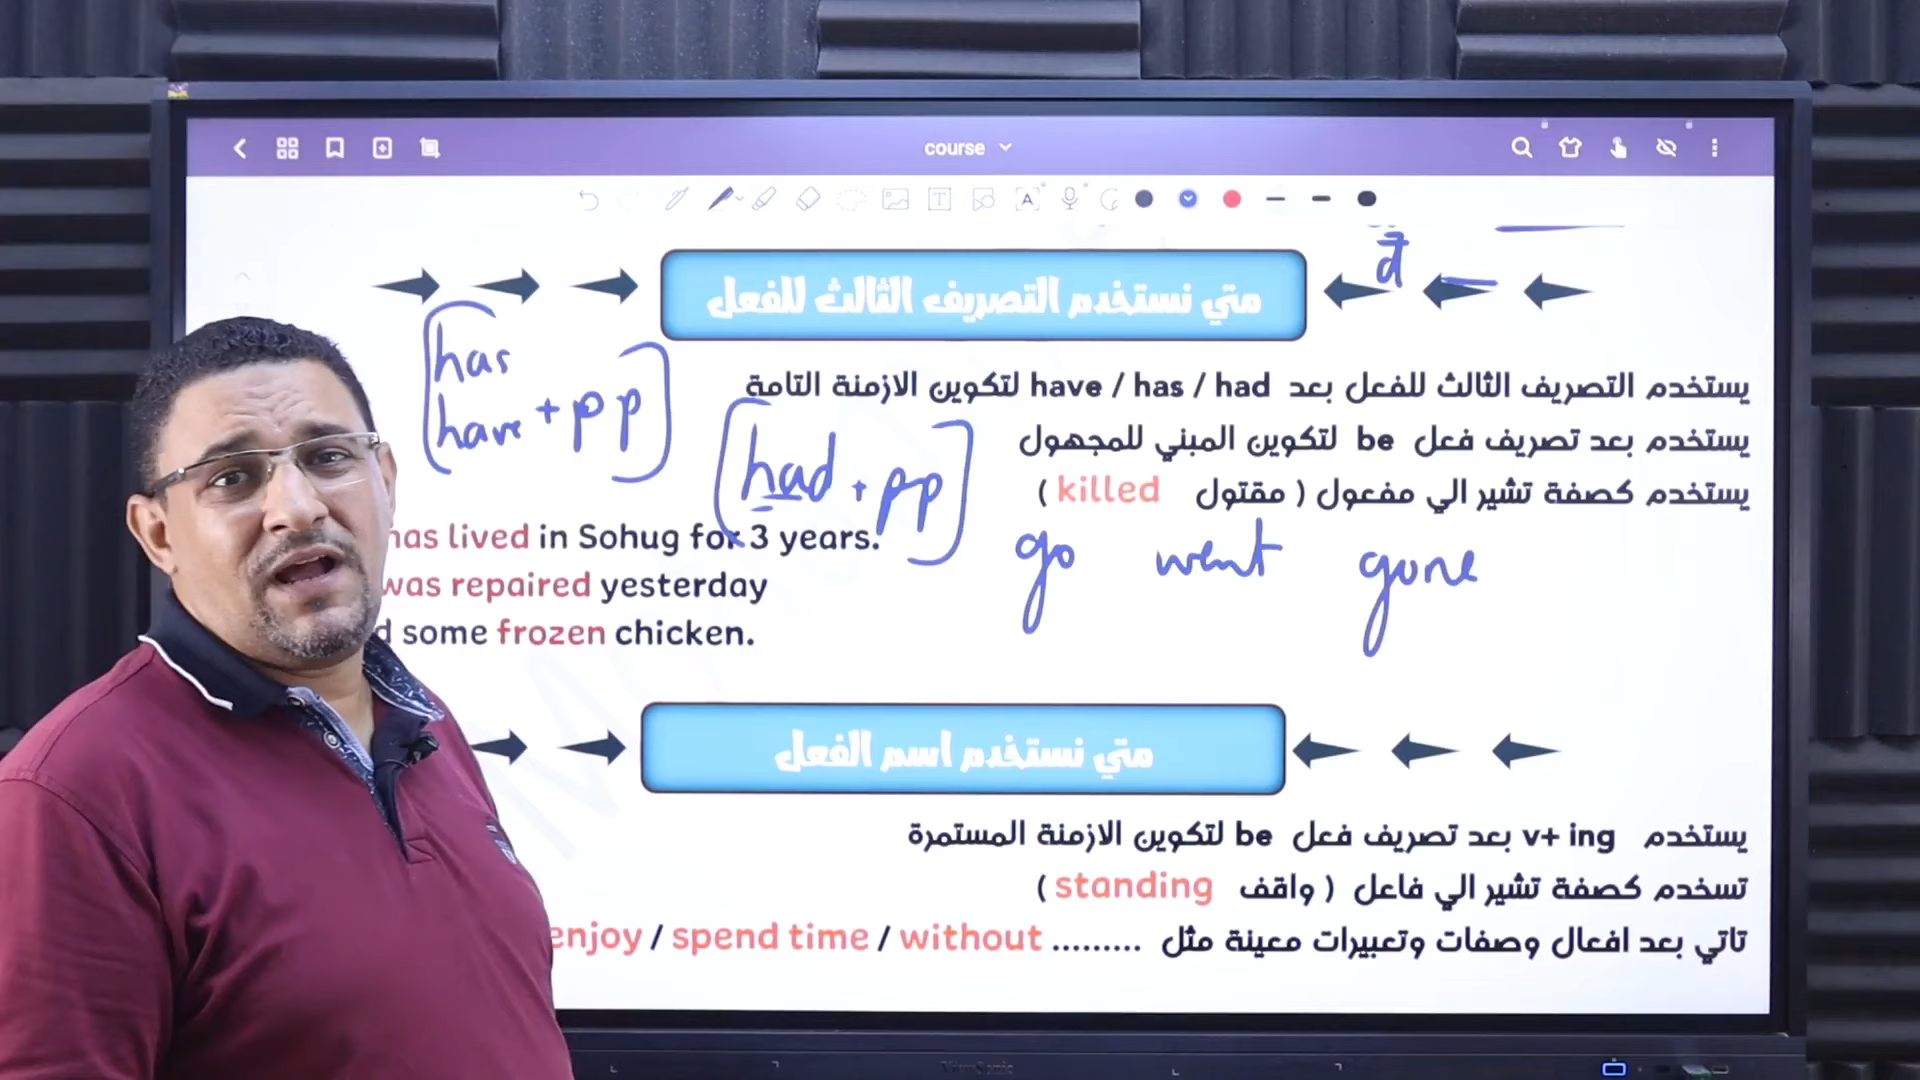 course
متي نستخدم التصريف الثالث للفعل
has
have + pp
يستخدم التصريف الثالث للفعل بعد have / has / had لتكوين الازمنة التامة
had + pp
يستخدم بعد تصريف فعل be لتكوين المبني للمجهول
يستخدم كصفة تشير الي مفعول ( مقتول killed )
has lived in Sohug for 3 years.
go went gone
was repaired yesterday
some frozen chicken.
متي نستخدم اسم الفعل
يستخدم v+ ing بعد تصريف فعل be لتكوين الازمنة المستمرة
تسخدم كصفة تشير الي فاعل ( واقف standing )
تاتي بعد افعال وصفات وتعبيرات معينة مثل ......... enjoy / spend time / without